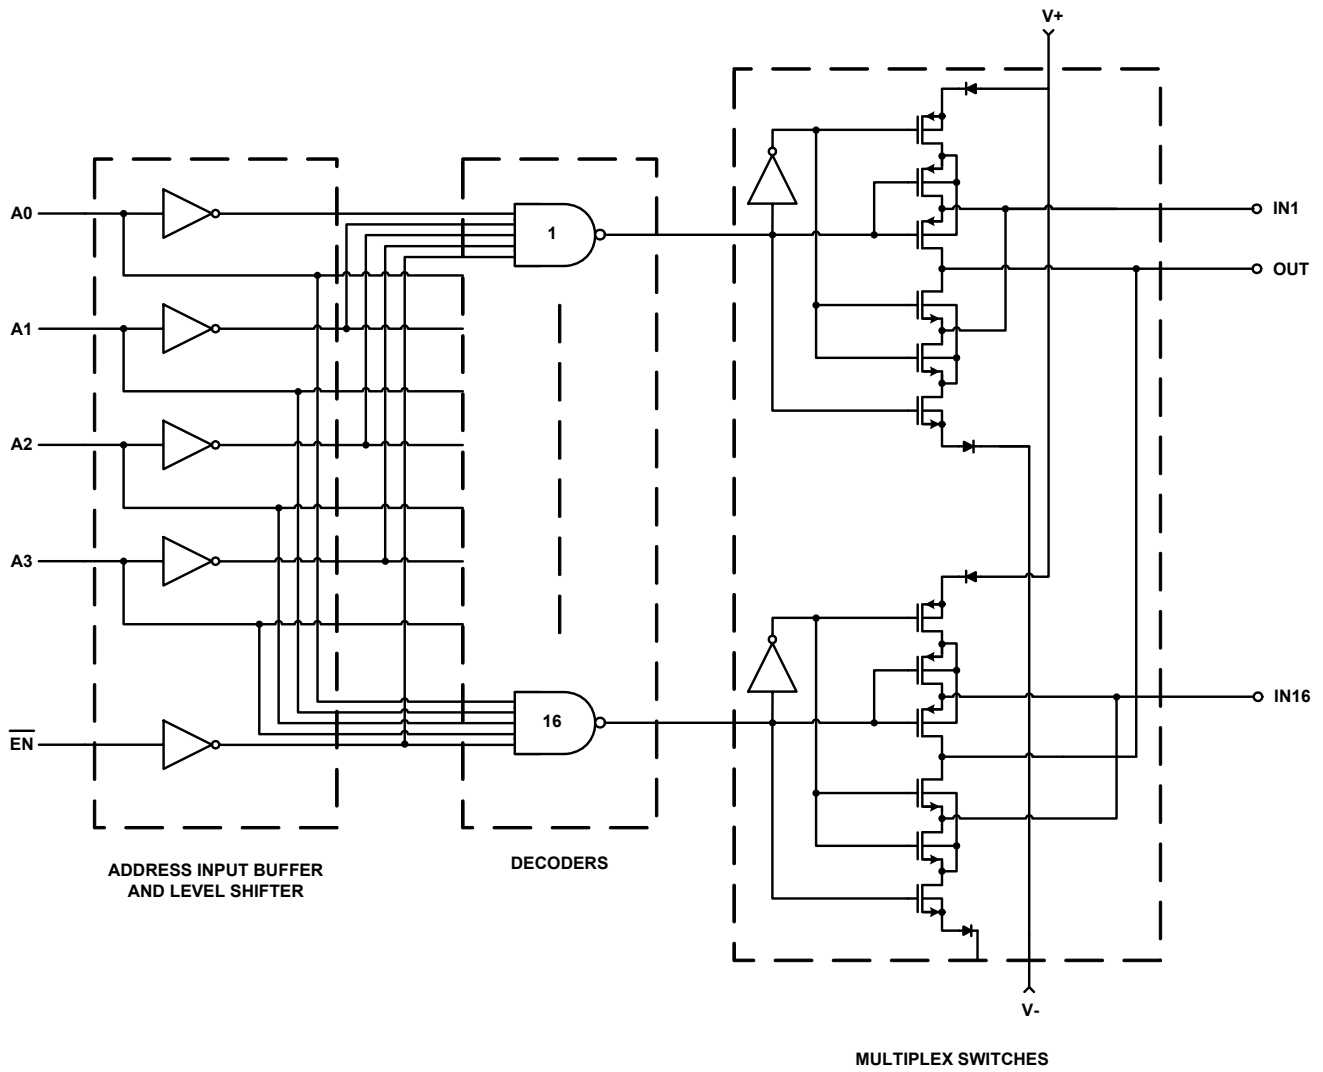 V+
A0
1
IN1
OUT
A1
A2
A3
16
IN16
EN
ADDRESS INPUT BUFFER
AND LEVEL SHIFTER
DECODERS
V-
MULTIPLEX SWITCHES